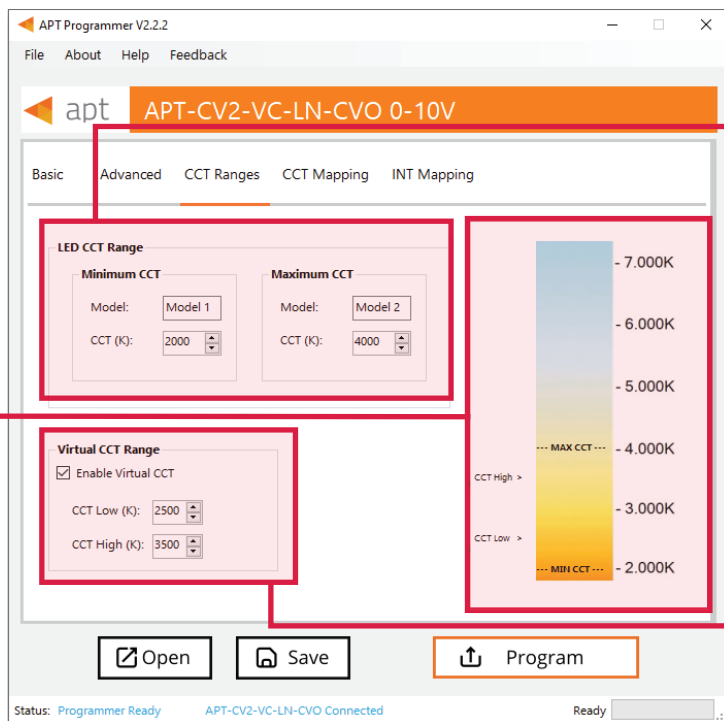 APT Programmer V2.2.2
File About Help Feedback
apt APT-CV2-VC-LN-CVO 0-10V
Basic Advanced CCT Ranges CCT Mapping INT Mapping
LED CCT Range
Minimum CCT Maximum CCT
Model: Model 1 Model: Model 2
CCT (K): 2000 CCT (K): 4000
- 7.000K
- 6.000K
- 5.000K
--- MAX CCT --- - 4.000K
CCT High >
- 3.000K
CCT Low >
--- MIN CCT --- - 2.000K
Virtual CCT Range
Enable Virtual CCT
CCT Low (K): 2500
CCT High (K): 3500
Open Save Program
Status: Programmer Ready APT-CV2-VC-LN-CVO Connected Ready